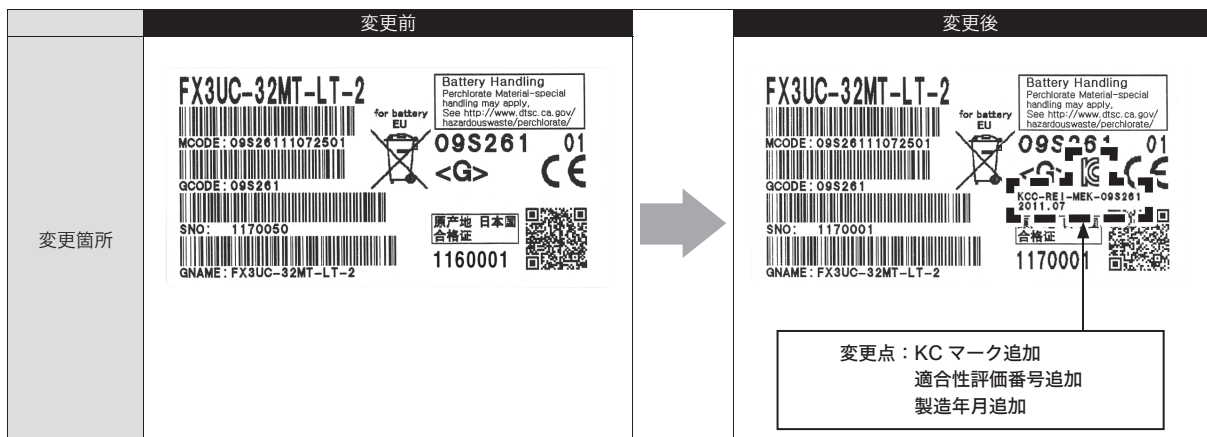 変更前
変更後
変更箇所
FX3UC-32MT-LT-2
MCODE:09S26111072501
GCODE:09S261
SNO: 1170050
GNAME:FX3UC-32MT-LT-2
for battery
EU
Battery Handling
Perchlorate Material-special
handling may apply,
See http://www.dtsc.ca.gov/
hazardouswaste/perchlorate/
09S261 01
<G> CE
原产地 日本国
合格证
1160001
FX3UC-32MT-LT-2
MCODE:09S26111072501
GCODE:09S261
SNO: 1170001
GNAME:FX3UC-32MT-LT-2
for battery
EU
Battery Handling
Perchlorate Material-special
handling may apply,
See http://www.dtsc.ca.gov/
hazardouswaste/perchlorate/
09S261 01
<G> CE
KCC-REI-MEK-09S261
2011.07
合格证
1170001
変更点：KC マーク追加
適合性評価番号追加
製造年月追加